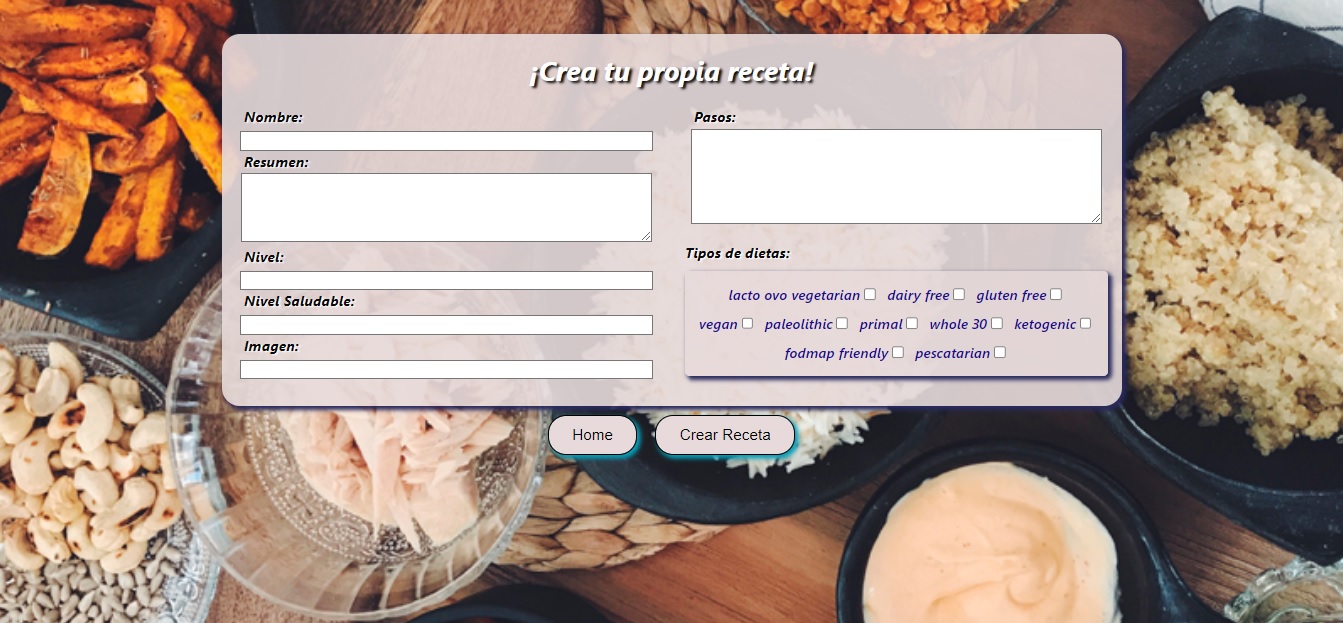 ¡Crea tu propia receta!
Nombre:
Resumen:
Nivel:
Nivel Saludable:
Imagen:
Pasos:
Tipos de dietas:
lacto ovo vegetarian dairy free gluten free
vegan paleolithic primal whole 30 ketogenic
fodmap friendly pescatarian
Home Crear Receta